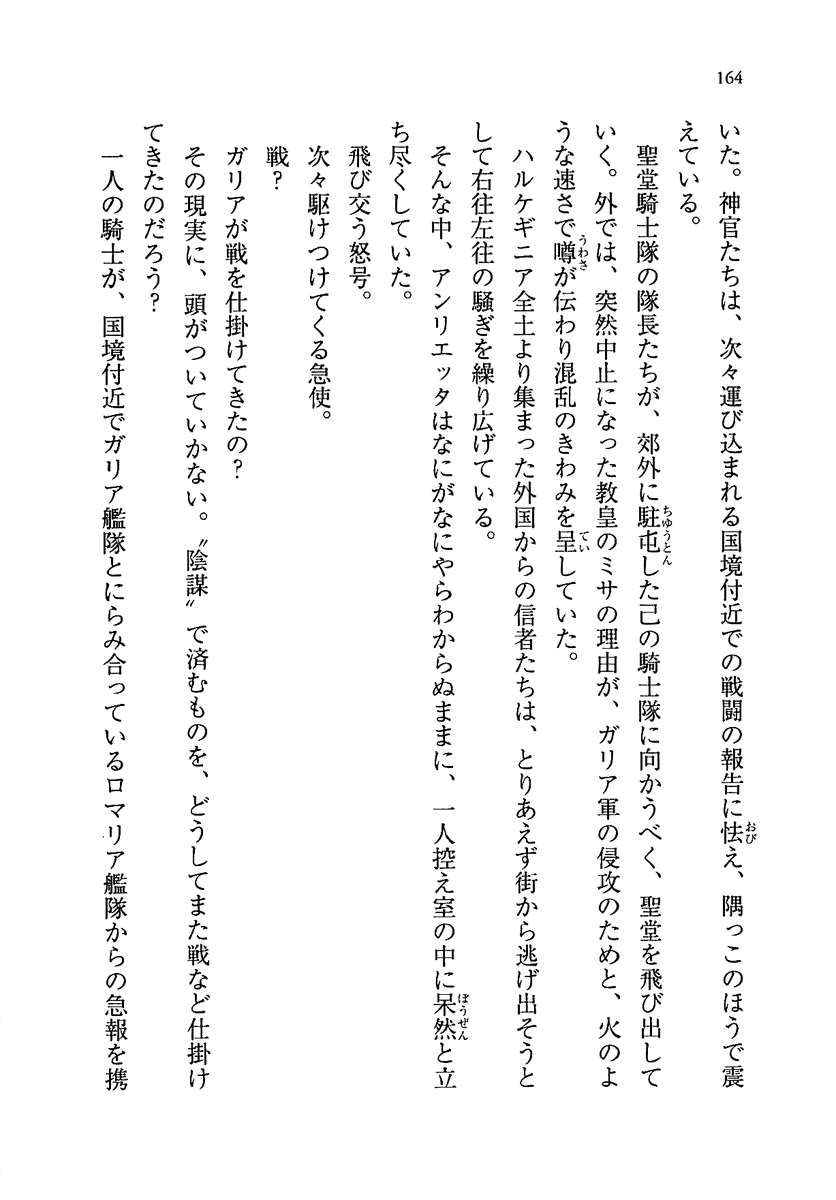 164
いた。神官たちは、次々運び込まれる国境付近での戦闘の報告に怯え、隅っこのほうで震
えている。
聖堂騎士隊の隊長たちが、郊外に駐屯した己の騎士隊に向かうべく、聖堂を飛び出して
いく。外では、突然中止になった教皇のミサの理由が、ガリア軍の侵攻のためと、火のよ
うな速さで噂が伝わり混乱のきわみを呈していた。
ハルケギニア全土より集まった外国からの信者たちは、とりあえず街から逃げ出そうと
して右往左往の騒ぎを繰り広げている。
そんな中、アンリエッタはなにがなにやらわからぬままに、一人控え室の中に呆然と立
ち尽くしていた。
飛び交う怒号。
次々駆けつけてくる急使。
戦？
ガリアが戦を仕掛けてきたの？
その現実に、頭がついていかない。〝陰謀〟で済むものを、どうしてまた戦など仕掛け
てきたのだろう？
一人の騎士が、国境付近でガリア艦隊とにらみ合っているロマリア艦隊からの急報を携